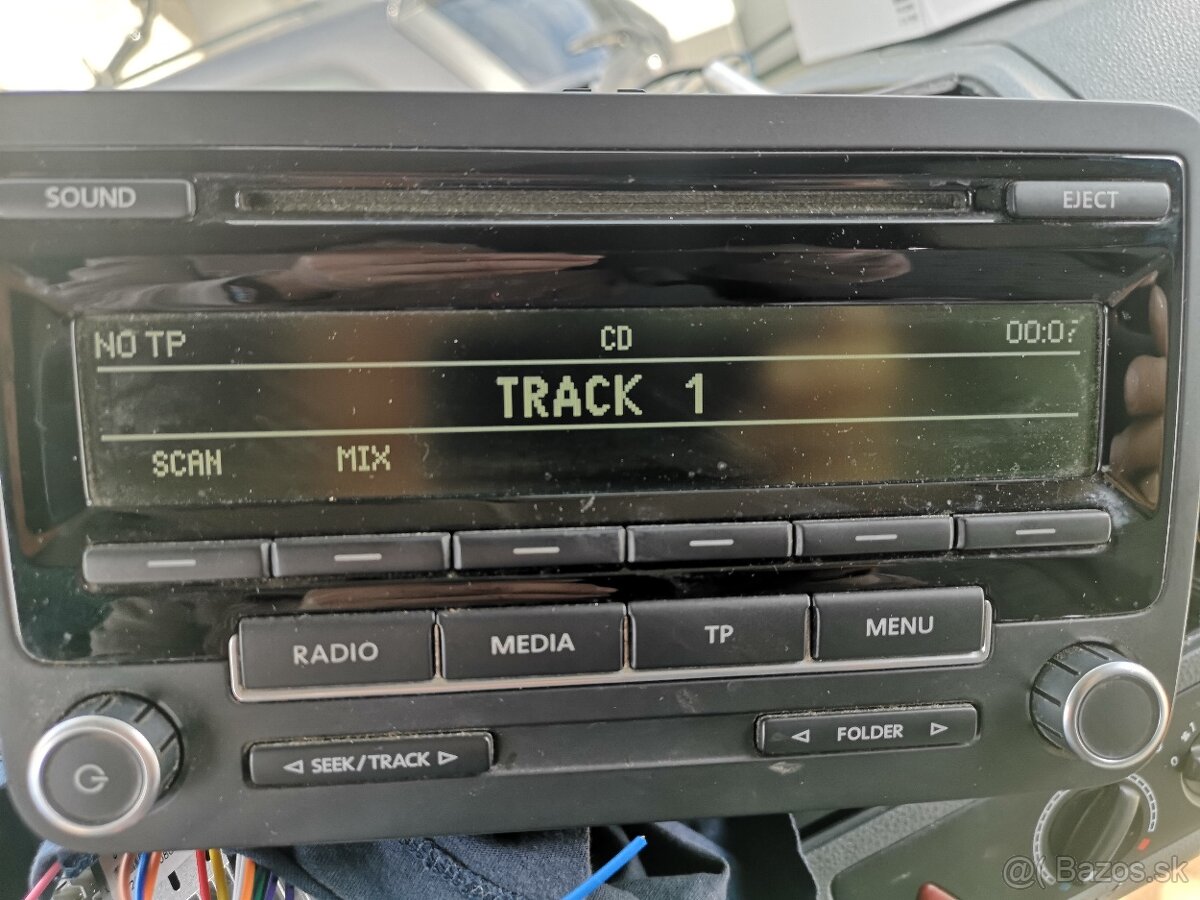 SOUND
EJECT
NO TP CD 00:07
TRACK 1
SCAN MIX
RADIO MEDIA TP MENU
SEEK/TRACK
FOLDER
@( Bazos.sk